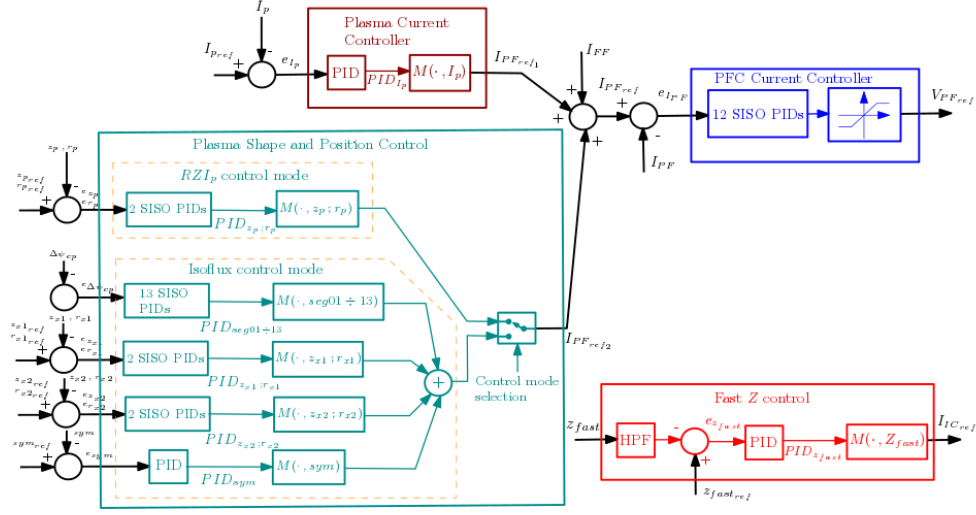 I_p
I_{p_{ref}}
+
-
e_{I_p}
Plasma Current
Controller
PID
PID_{I_p}
M(·, I_p)
I_{PF_{ref_1}}
I_{FF}
+
+
+
I_{PF_{ref}}
+
-
I_{PF}
e_{I_{PF}}
PFC Current Controller
12 SISO PIDs
V_{PF_{ref}}
Plasma Shape and Position Control
z_p, r_p
z_{p_{ref}}
r_{p_{ref}}
+
-
e_{z_p}
e_{r_p}
RZI_p control mode
2 SISO PIDs
PID_{z_p;r_p}
M(·, z_p; r_p)
Isoflux control mode
Δψ_{cp}
-
e_{Δψ_{cp}}
13 SISO
PIDs
PID_{seg01÷13}
M(·, seg01 ÷ 13)
z_{x1}, r_{x1}
z_{x1_{ref}}
r_{x1_{ref}}
+
-
e_{z_{x1}}
e_{r_{x1}}
2 SISO PIDs
PID_{z_{x1};r_{x1}}
M(·, z_{x1}; r_{x1})
z_{x2}, r_{x2}
z_{x2_{ref}}
r_{x2_{ref}}
+
-
e_{z_{x2}}
e_{r_{x2}}
2 SISO PIDs
PID_{z_{x2};r_{x2}}
M(·, z_{x2}; r_{x2})
sym
sym_{ref}
+
-
e_{sym}
PID
PID_{sym}
M(·, sym)
+
Control mode
selection
I_{PF_{ref_2}}
Fast Z control
z_{fast}
HPF
-
+
z_{fast_{ref}}
e_{z_{fast}}
PID
PID_{z_{fast}}
M(·, Z_{fast})
I_{IC_{ref}}